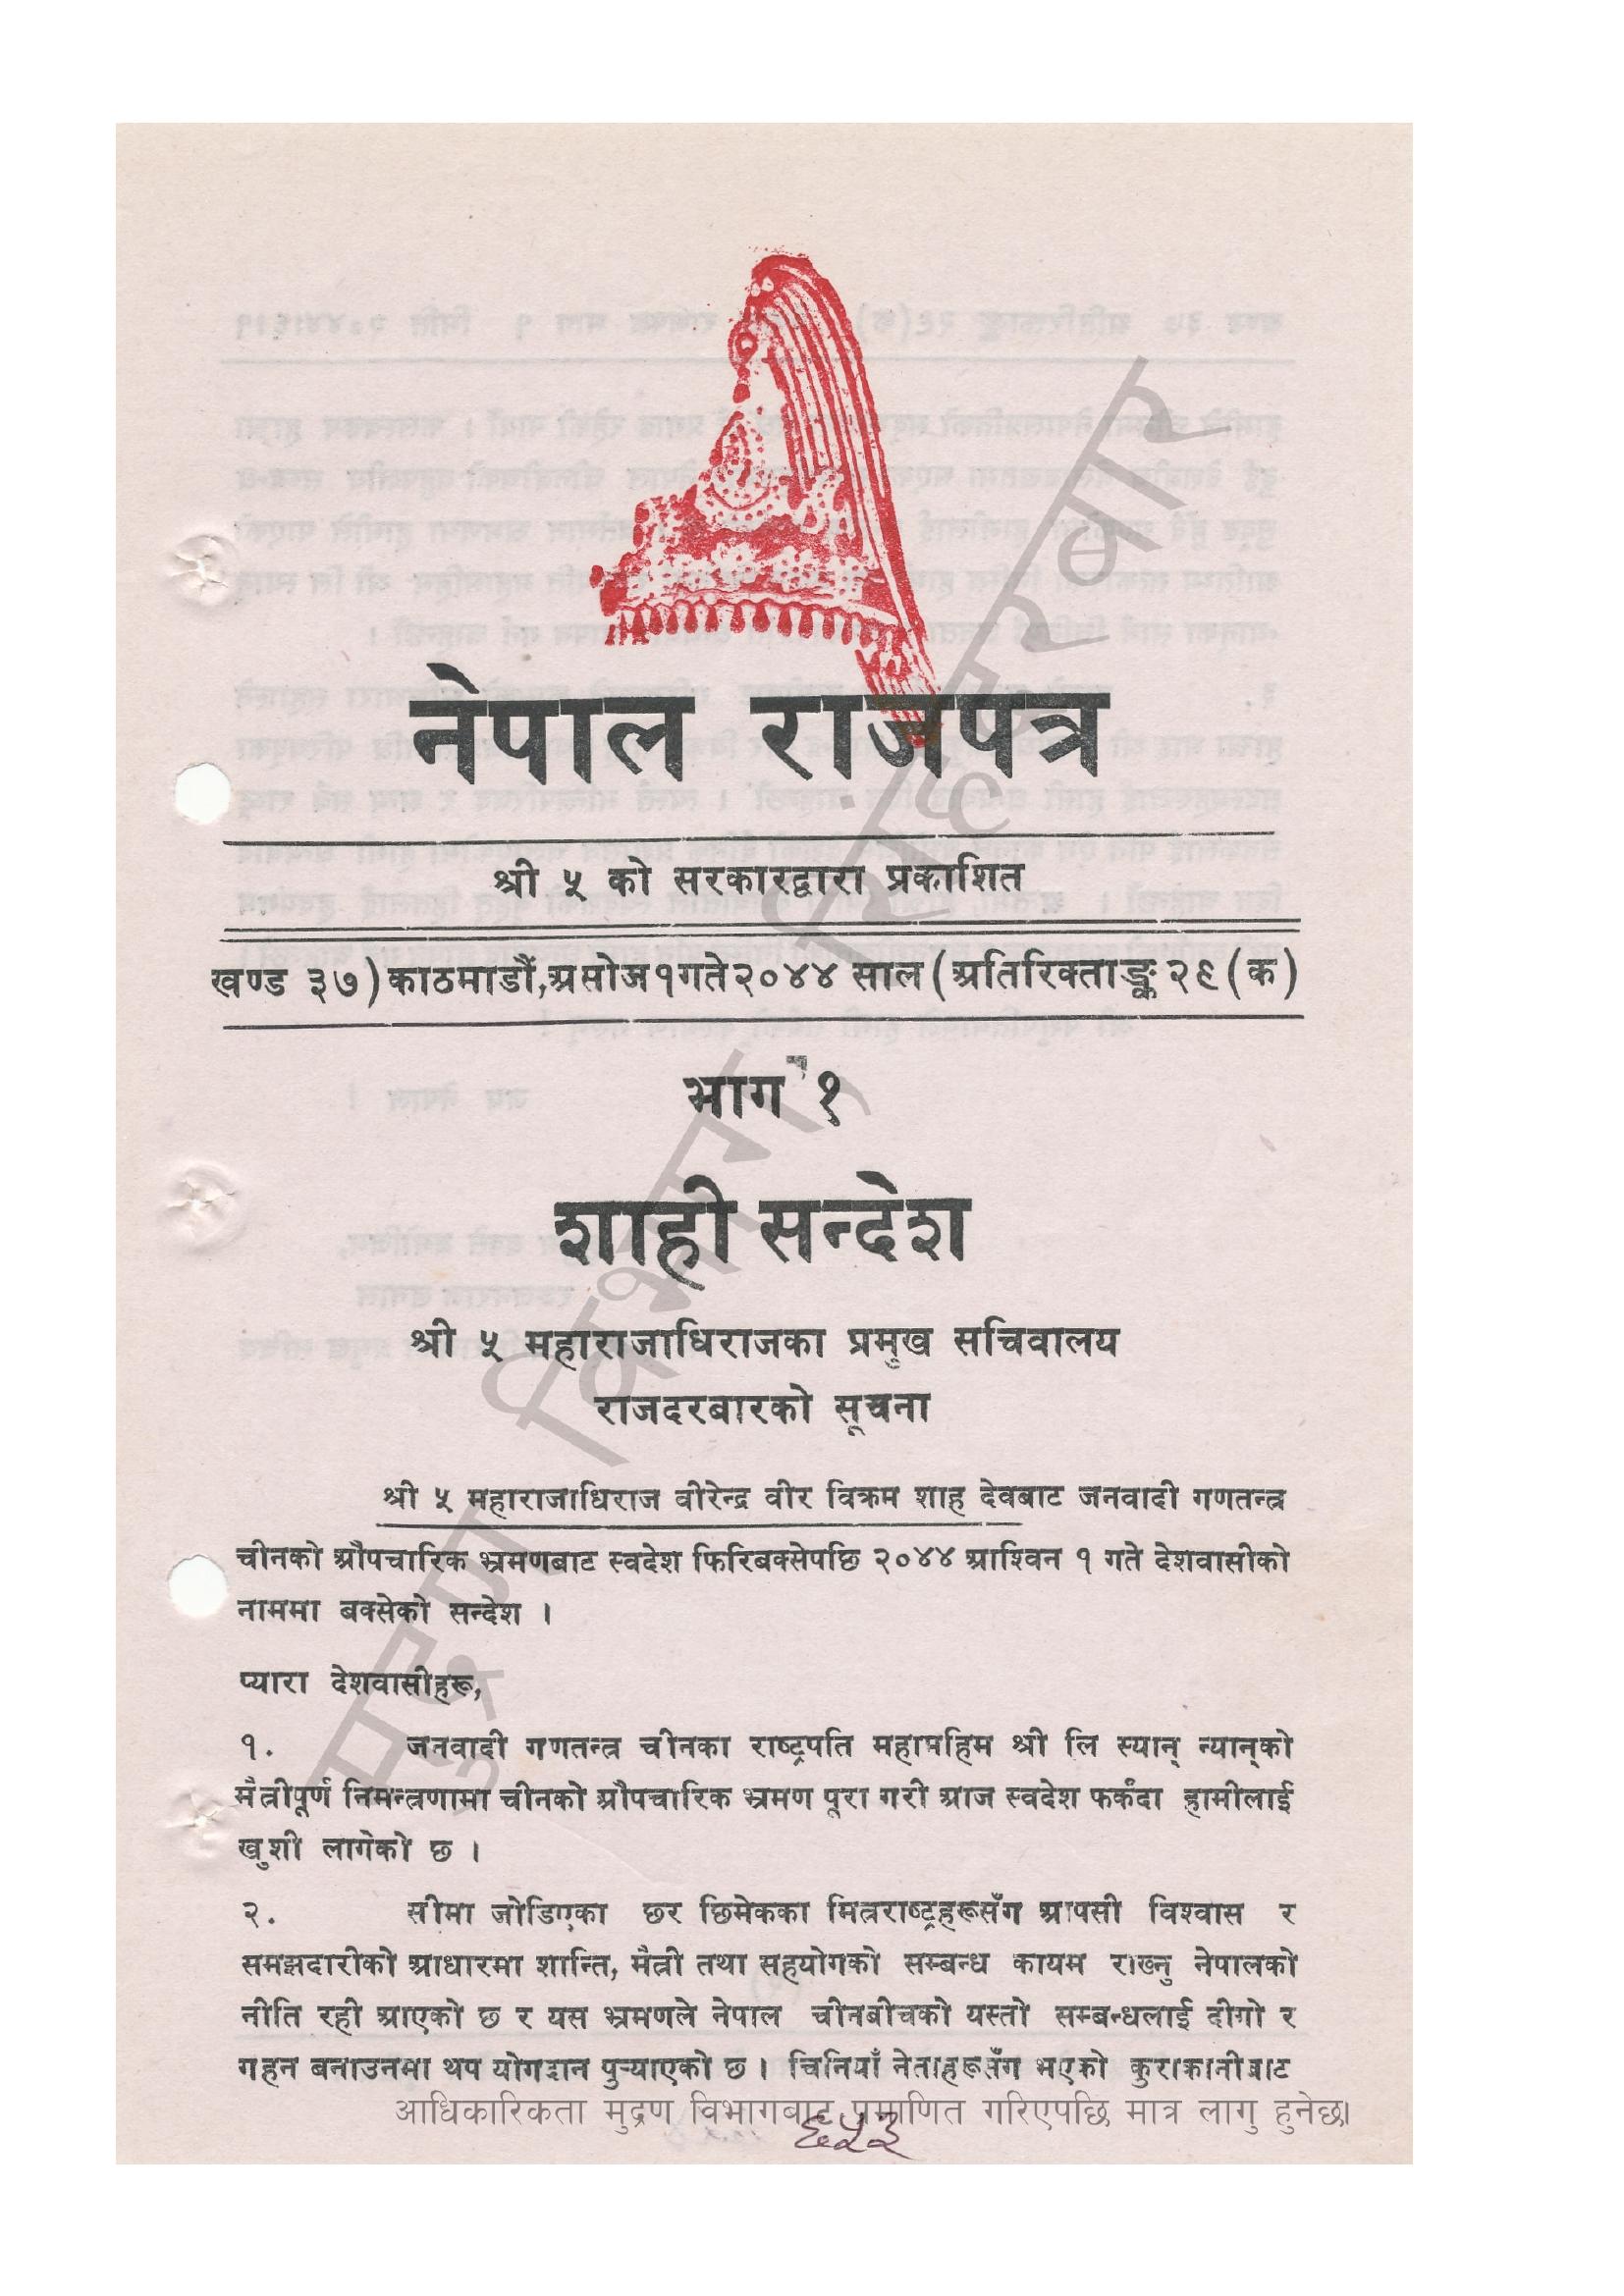 नेपाल राजपत्र
श्री ५ को सरकारद्वारा प्रकाशित
खण्ड ३७) काठमाडौं, असोज १ गते २०४४ साल (अतिरिक्ताङ्क २९ (क)
भाग १
शाही सन्देश
श्री ५ महाराजाधिराजका प्रमुख सचिवालय
राजदरबारको सूचना
श्री ५ महाराजाधिराज वीरेन्द्र वीर विक्रम शाह देवबाट जनवादी गणतन्त्र
चीनको औपचारिक भ्रमणबाट स्वदेश फिरिबक्सेपछि २०४४ आश्विन १ गते देशवासीको
नाममा बक्सेको सन्देश ।
प्यारा देशवासीहरू,
१. जनवादी गणतन्त्र चीनका राष्ट्रपति महामहिम श्री लि स्यान् न्यान्‌को
मैत्रीपूर्ण निमन्त्रणामा चीनको औपचारिक भ्रमण पूरा गरी आज स्वदेश फर्कंदा हामीलाई
खुशी लागेको छ ।
२. सीमा जोडिएका छर छिमेकका मित्रराष्ट्रहरूसँग आपसी विश्वास र
समझदारीको आधारमा शान्ति, मैत्री तथा सहयोगको सम्बन्ध कायम राख्नु नेपालको
नीति रही आएको छ र यस भ्रमणले नेपाल चीनबीचको यस्तो सम्बन्धलाई दीगो र
गहन बनाउनमा थप योगदान पुऱ्याएको छ । चिनियाँ नेताहरूसँग भएको कुराकानीबाट
आधिकारिकता मुद्रण विभागबाट प्रमाणित गरिएपछि मात्र लागु हुनेछ।
६५३
मुद्रण विभाग, सिंहदरबार